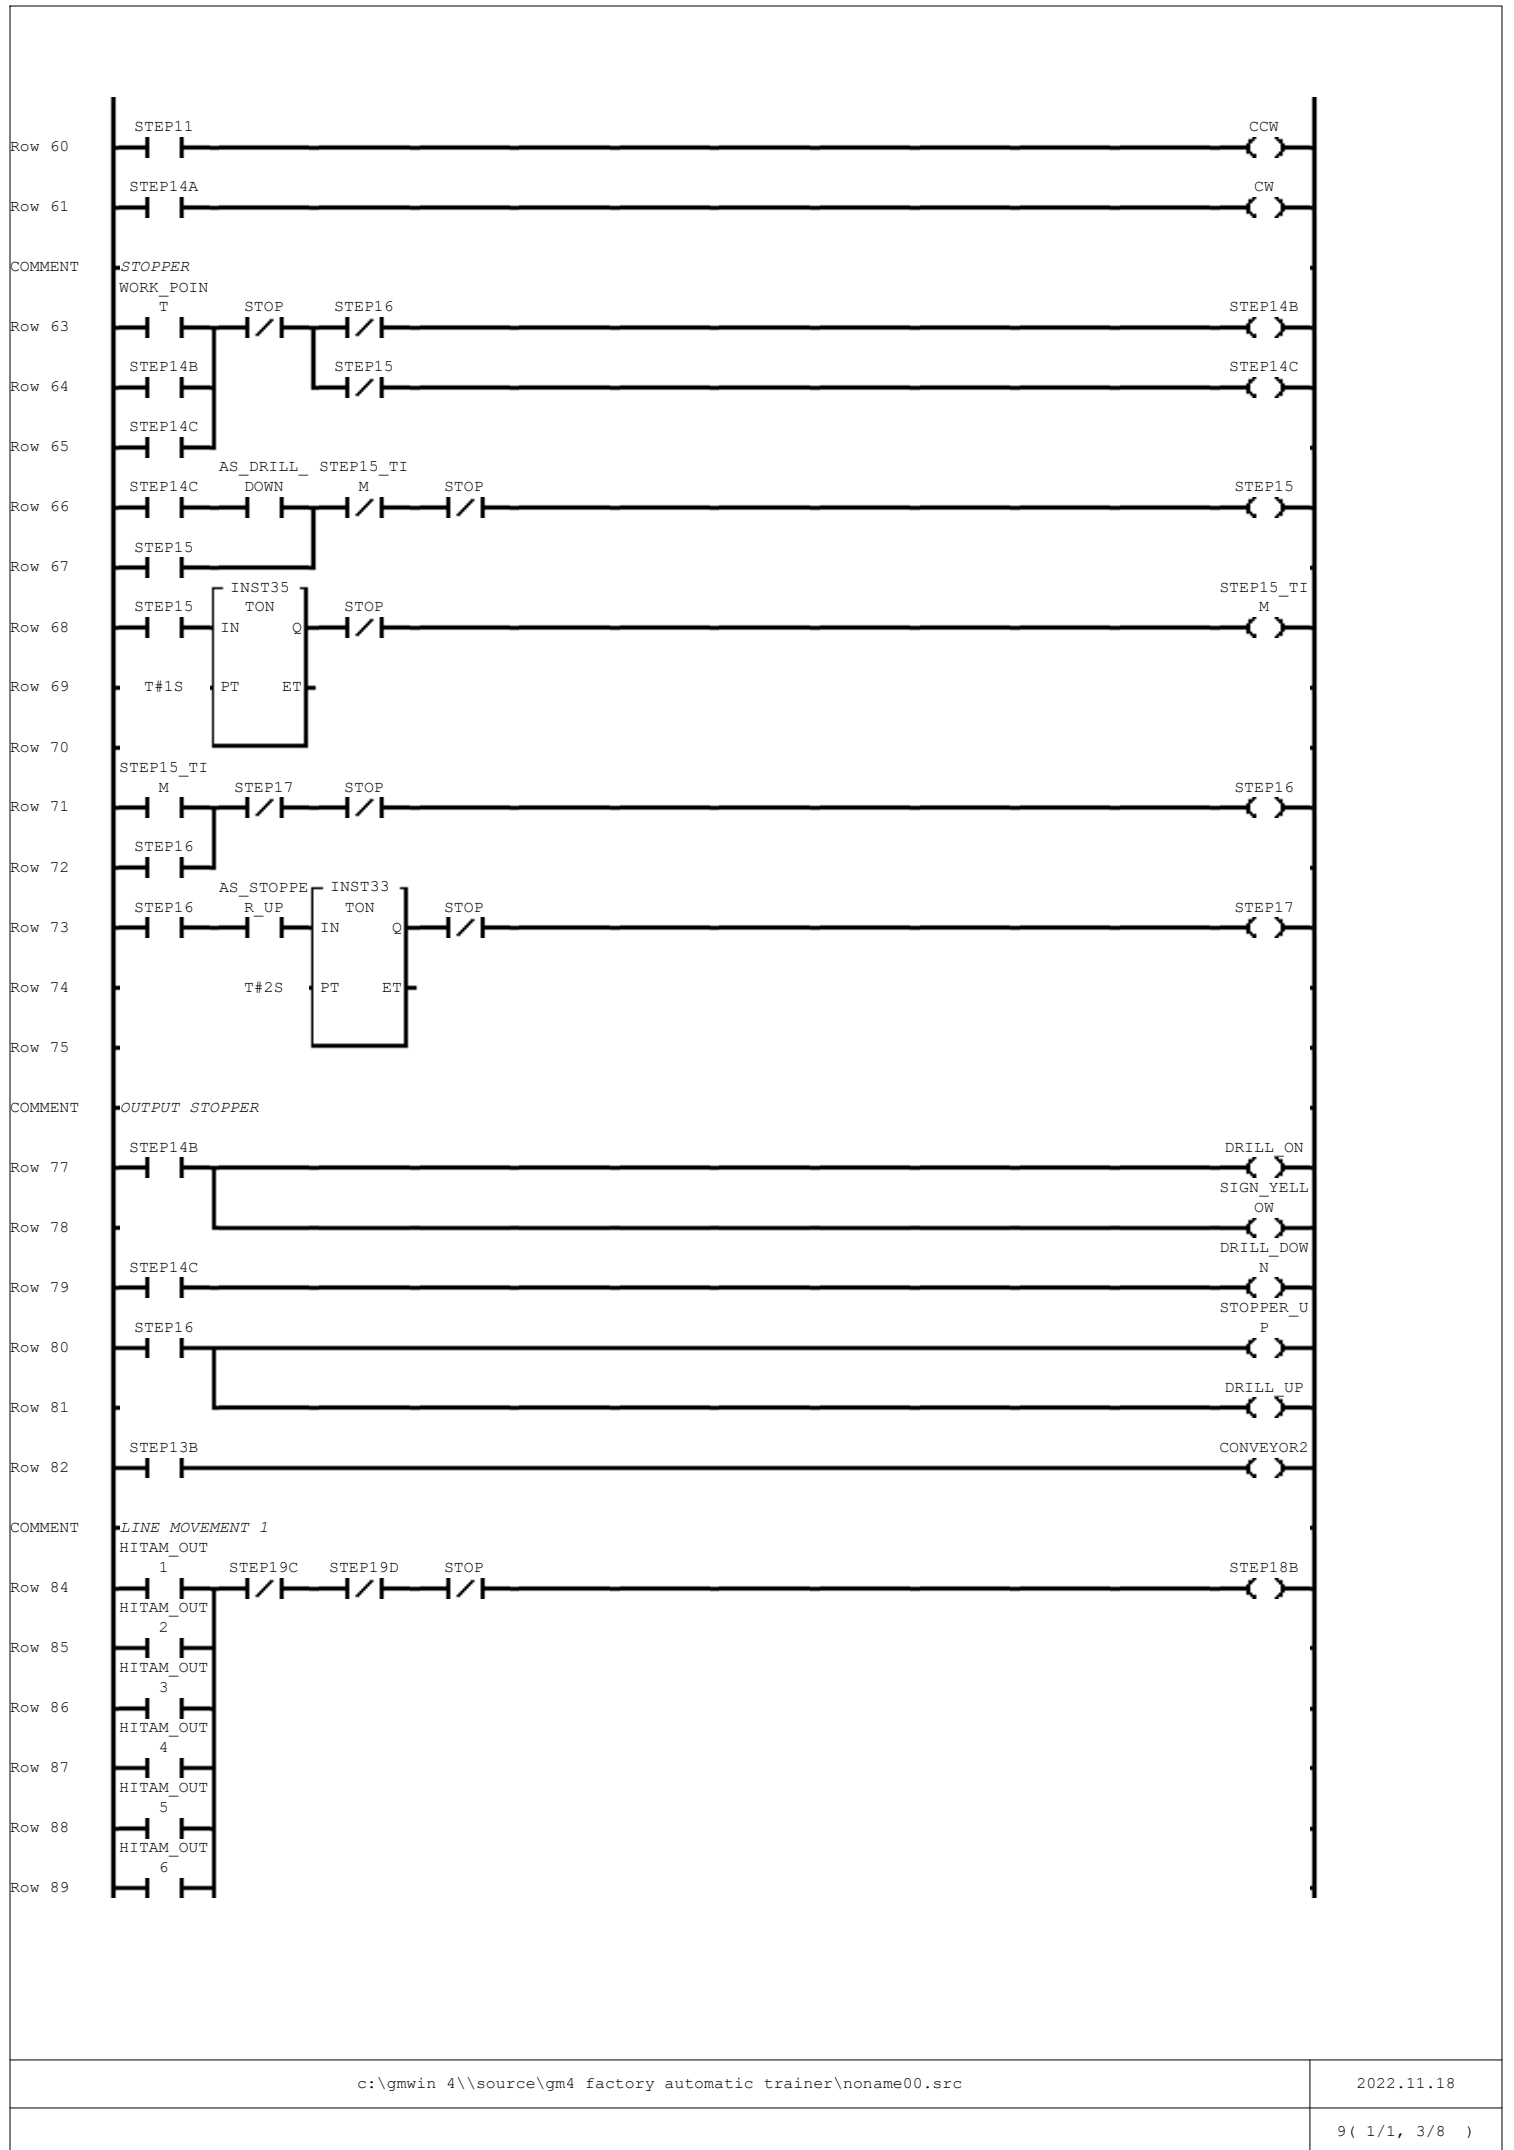 STEP11 CCW
Row 60
STEP14A CW
Row 61
COMMENT STOPPER
WORK_POIN
T STOP STEP16 STEP14B
Row 63
STEP14B STEP15 STEP14C
Row 64
STEP14C
Row 65
AS_DRILL_ STEP15_TI
STEP14C DOWN M STOP STEP15
Row 66
STEP15
Row 67
INST35 STEP15_TI
STEP15 TON STOP M
Row 68 IN Q
Row 69 T#1S PT ET
Row 70
STEP15_TI
M STEP17 STOP STEP16
Row 71
STEP16
Row 72
AS_STOPPE INST33
STEP16 R_UP TON STOP STEP17
Row 73 IN Q
Row 74 T#2S PT ET
Row 75
COMMENT OUTPUT STOPPER
STEP14B DRILL_ON
Row 77
SIGN_YELL
OW
Row 78
DRILL_DOW
STEP14C N
Row 79
STOPPER_U
STEP16 P
Row 80
DRILL_UP
Row 81
STEP13B CONVEYOR2
Row 82
COMMENT LINE MOVEMENT 1
HITAM_OUT
1 STEP19C STEP19D STOP STEP18B
Row 84
HITAM_OUT
2
Row 85
HITAM_OUT
3
Row 86
HITAM_OUT
4
Row 87
HITAM_OUT
5
Row 88
HITAM_OUT
6
Row 89
c:\gmwin 4\\source\gm4 factory automatic trainer\noname00.src 2022.11.18
9( 1/1, 3/8 )